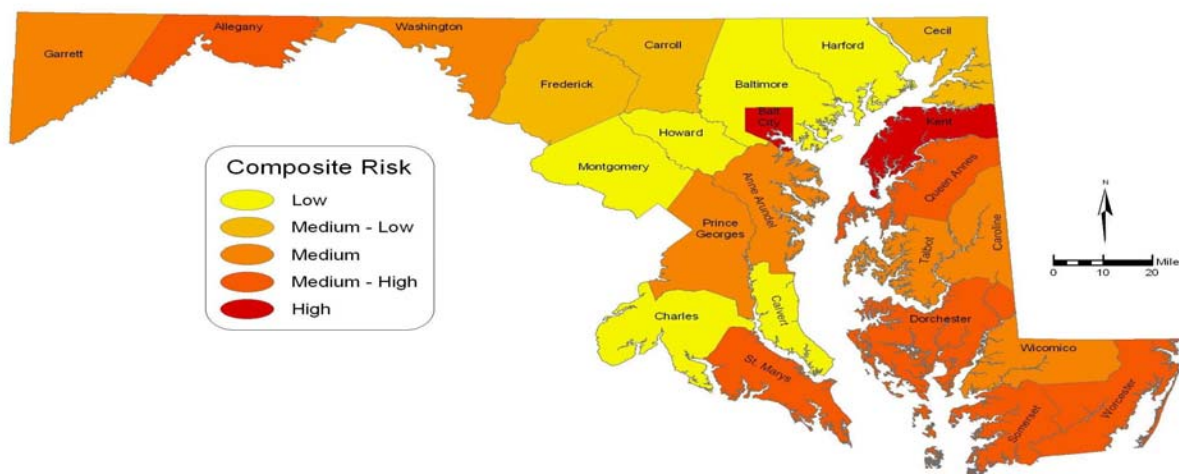 Garrett
Allegany
Washington
Frederick
Carroll
Baltimore
Harford
Cecil
Balt
City
Kent
Howard
Montgomery
Anne Arundel
Queen Annes
Prince
Georges
Talbot
Caroline
Charles
Calvert
St. Marys
Dorchester
Wicomico
Somerset
Worcester
Composite Risk
Low
Medium - Low
Medium
Medium - High
High
N
Mile
0 10 20